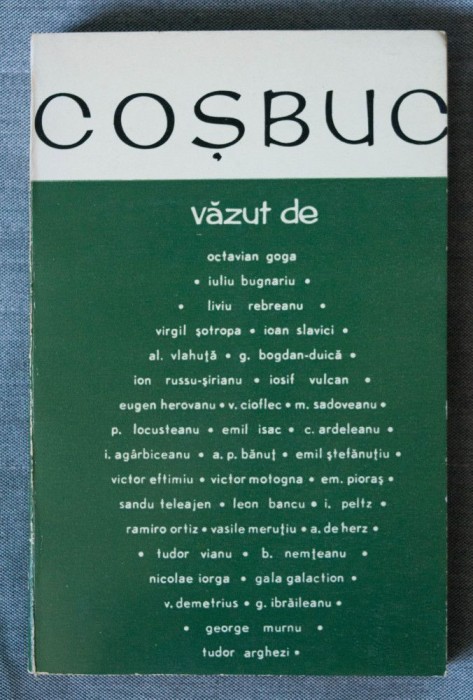 COȘBUC
văzut de
octavian goga
• iuliu bugnariu •
• liviu rebreanu •
virgil șotropa • ioan slavici •
al. vlahuță • g. bogdan-duică •
ion russu-șirianu • iosif vulcan •
eugen herovanu • v. cioflec • m. sadoveanu •
p. locusteanu • emil isac • c. ardeleanu •
i. agârbiceanu • a. p. bănuț • emil ștefănuțiu •
victor eftimiu • victor motogna • em. pioraș •
sandu teleajen • leon bancu • i. peltz •
ramiro ortiz • vasile meruțiu • a. de herz •
• tudor vianu • b. nemțeanu •
nicolae iorga • gala galaction •
v. demetrius • g. ibrăileanu •
• george murnu •
tudor arghezi •